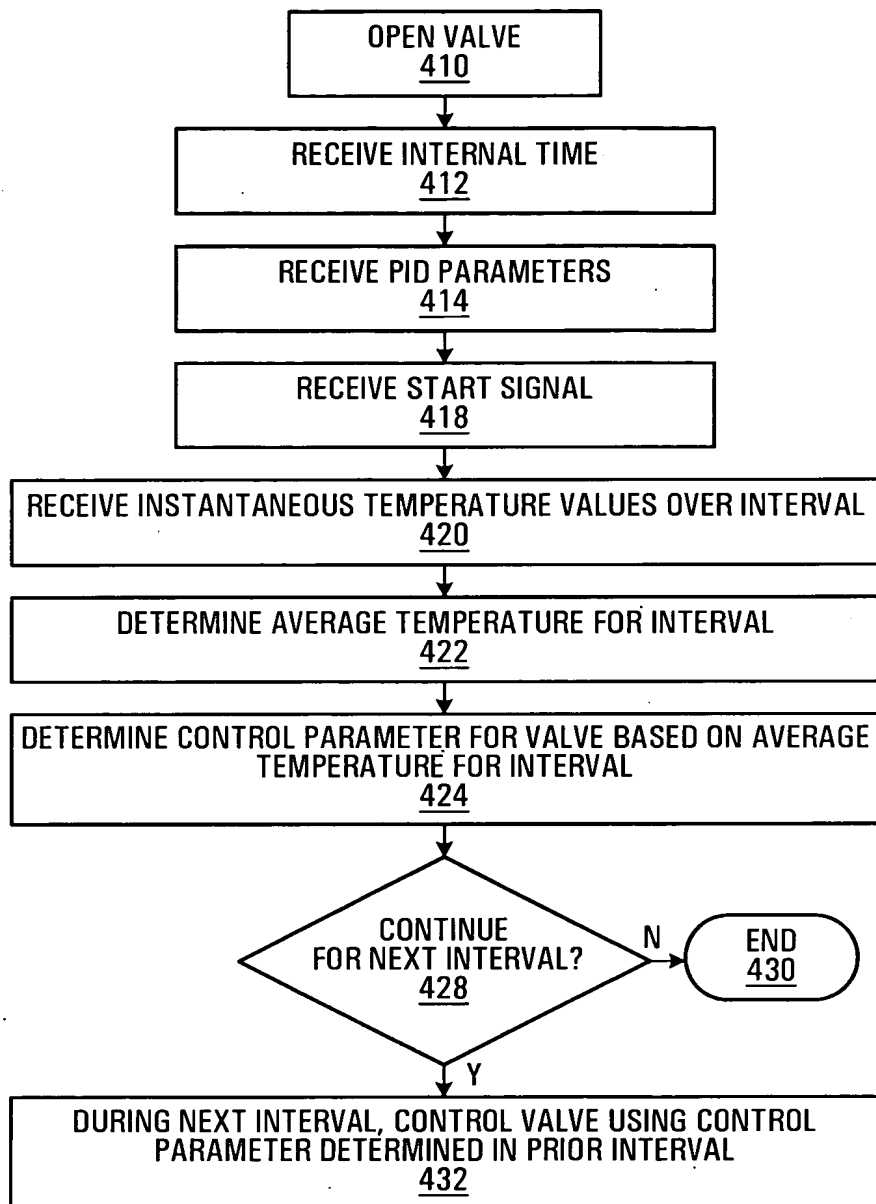 OPEN VALVE
410
RECEIVE INTERNAL TIME
412
RECEIVE PID PARAMETERS
414
RECEIVE START SIGNAL
418
RECEIVE INSTANTANEOUS TEMPERATURE VALUES OVER INTERVAL
420
DETERMINE AVERAGE TEMPERATURE FOR INTERVAL
422
DETERMINE CONTROL PARAMETER FOR VALVE BASED ON AVERAGE
TEMPERATURE FOR INTERVAL
424
CONTINUE
FOR NEXT INTERVAL?
428
N
END
430
Y
DURING NEXT INTERVAL, CONTROL VALVE USING CONTROL
PARAMETER DETERMINED IN PRIOR INTERVAL
432